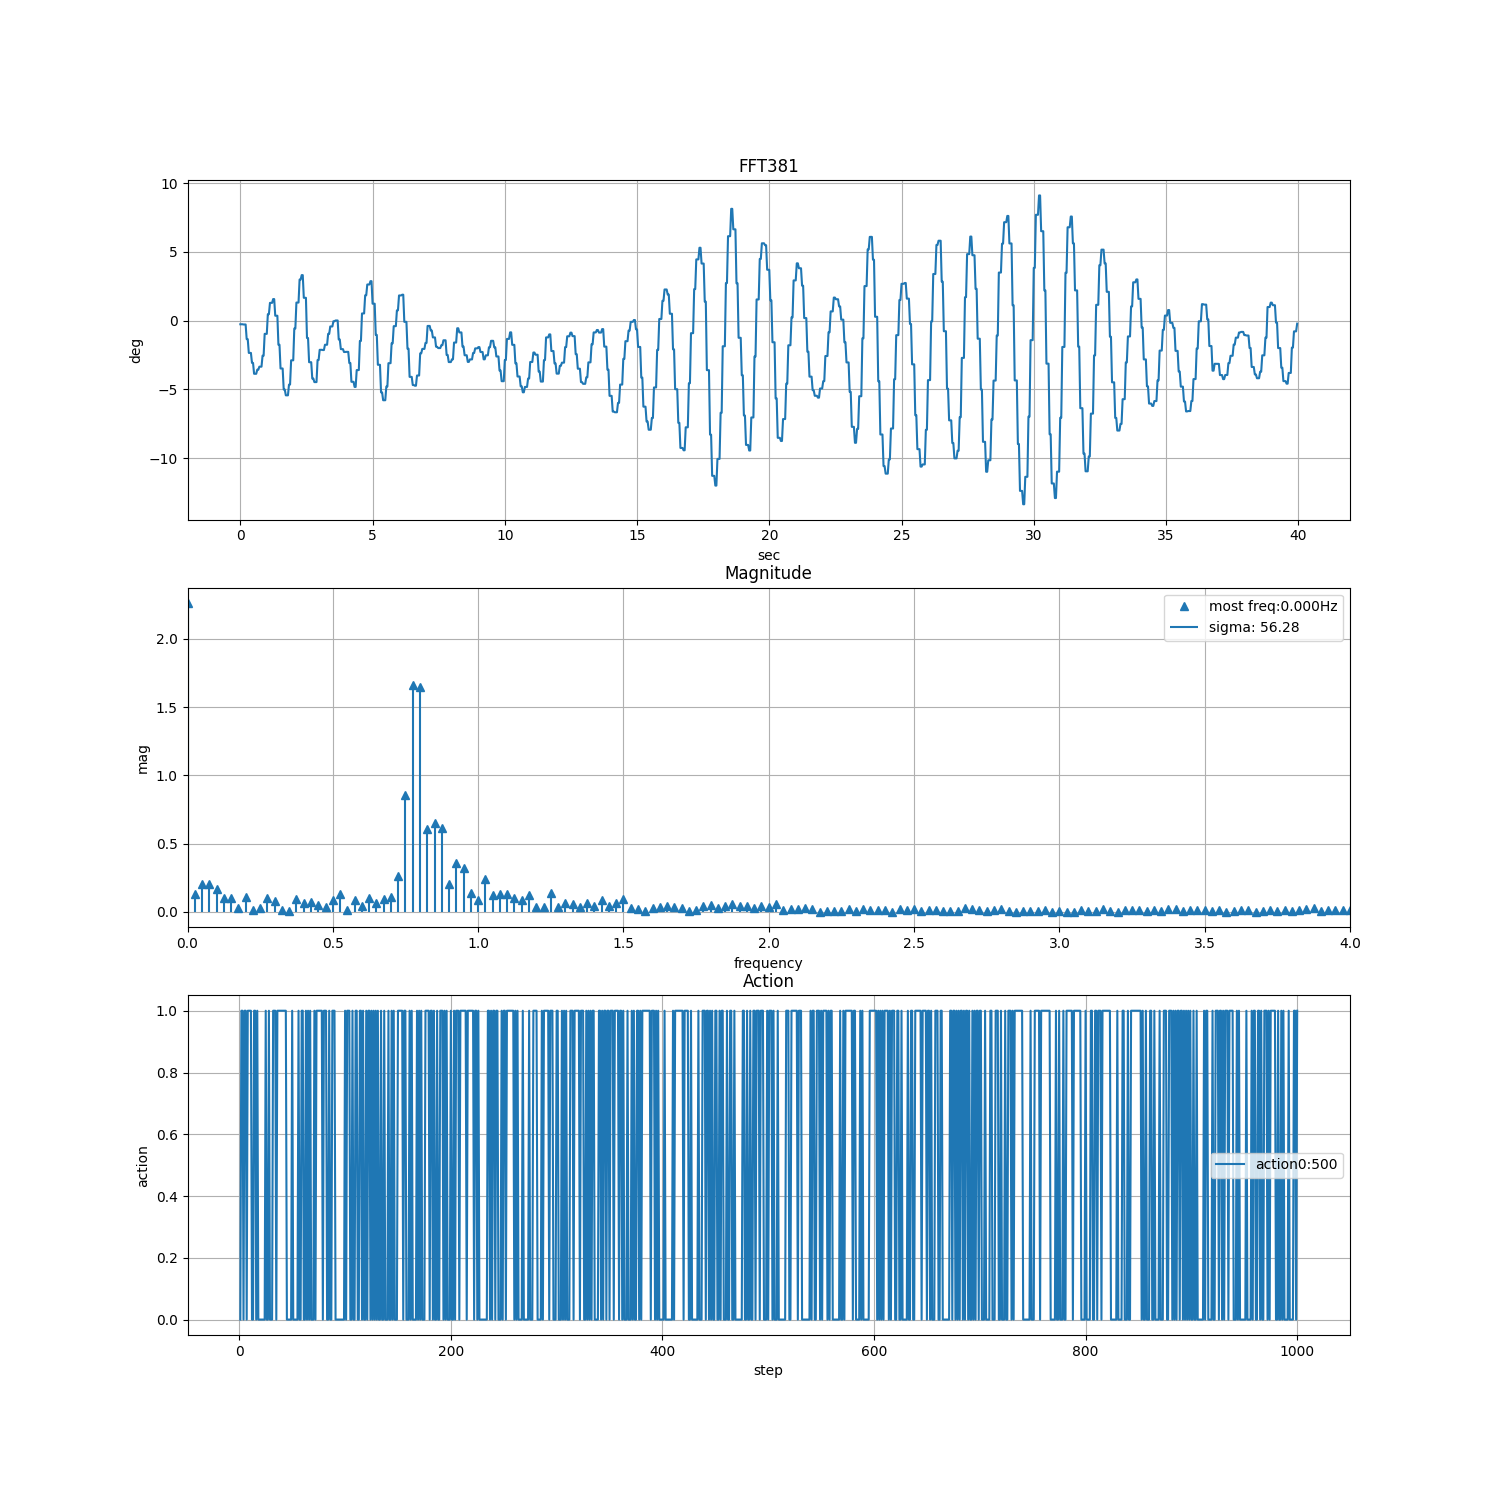 FFT381
10
5
0
−5
−10
deg
0 5 10 15 20 25 30 35 40
sec
Magnitude
most freq:0.000Hz
sigma: 56.28
2.0
1.5
1.0
0.5
0.0
mag
0.0 0.5 1.0 1.5 2.0 2.5 3.0 3.5 4.0
frequency
Action
1.0
0.8
0.6
0.4
0.2
0.0
action
action0:500
0 200 400 600 800 1000
step